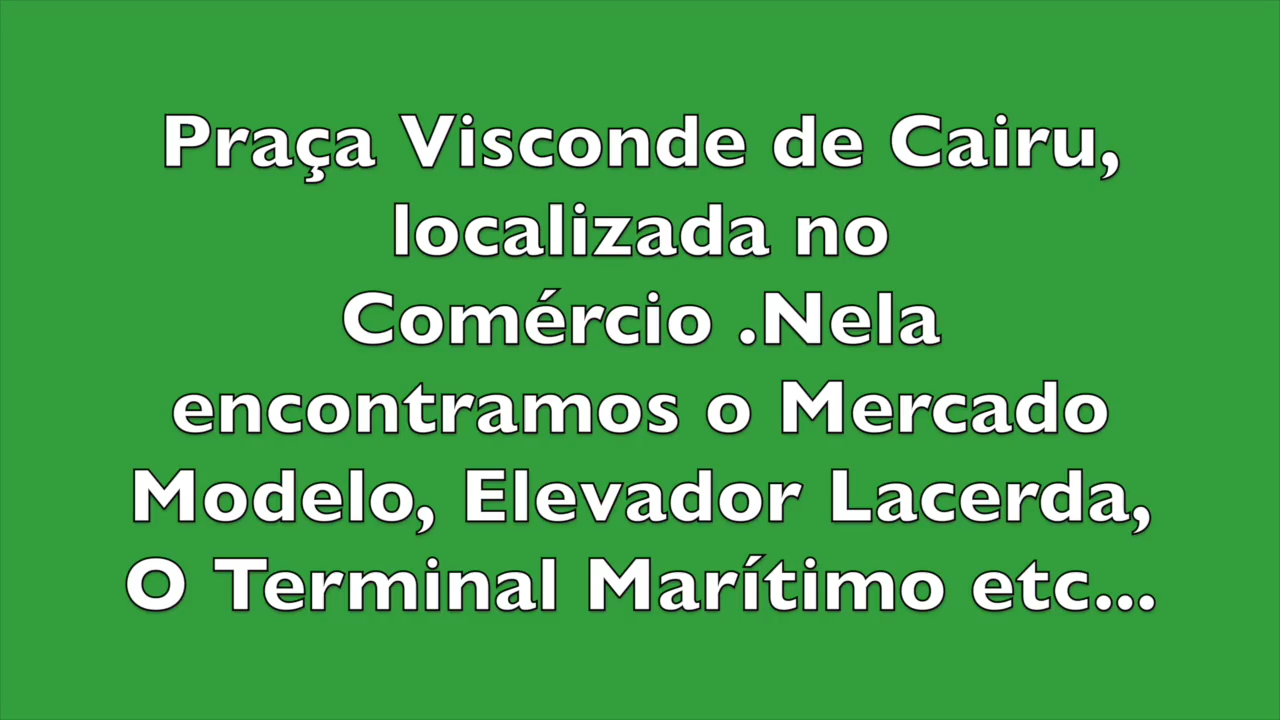 Praça Visconde de Cairu,
localizada no
Comércio .Nela
encontramos o Mercado
Modelo, Elevador Lacerda,
O Terminal Marítimo etc...